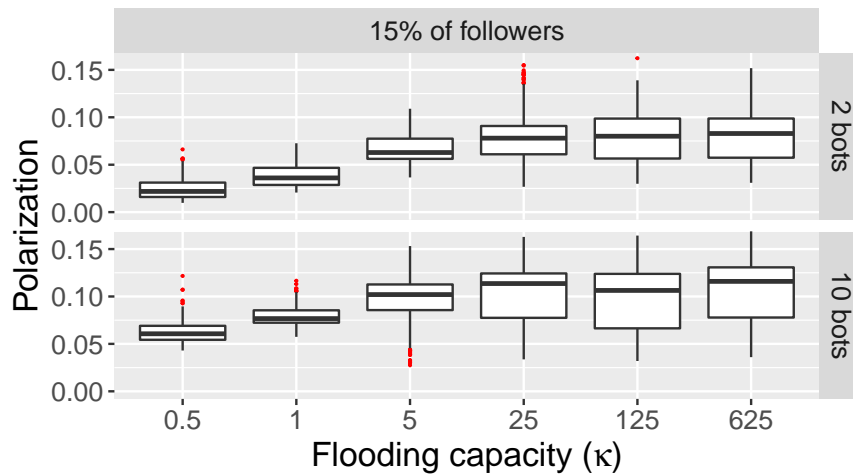 15% of followers
Polarization
0.15
0.10
0.05
0.00
2 bots
0.15
0.10
0.05
0.00
10 bots
0.5 1 5 25 125 625
Flooding capacity (κ)